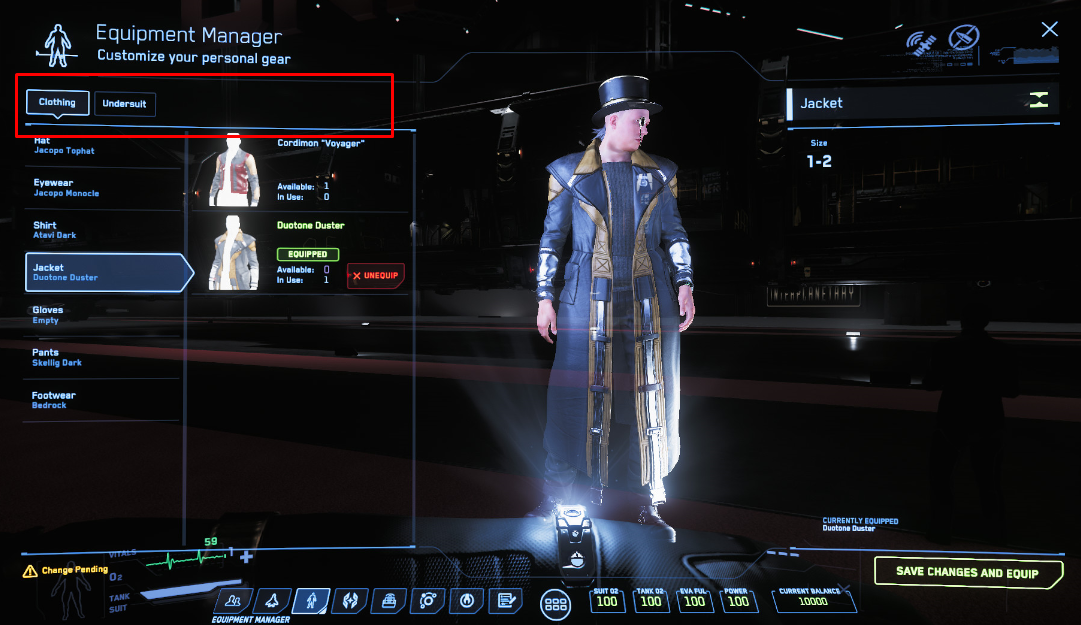 Equipment Manager
Customize your personal gear
Clothing
Undersuit
Hat
Jacopo Tophat
Eyewear
Jacopo Monocle
Shirt
Atavi Dark
Jacket
Duotone Duster
Gloves
Empty
Pants
Skellig Dark
Footwear
Bedrock
Cordimon "Voyager"
Available: 1
In Use: 0
Duotone Duster
EQUIPPED
Available: 0
In Use: 1
× UNEQUIP
Jacket
Size
1-2
INTERPLANETARY
CURRENTLY EQUIPPED
Duotone Duster
SAVE CHANGES AND EQUIP
Change Pending
VITALS
59
1
O2
TANK
SUIT
EQUIPMENT MANAGER
SUIT O2
100
TANK O2
100
EVA FUL
100
POWER
100
CURRENT BALANCE
10000